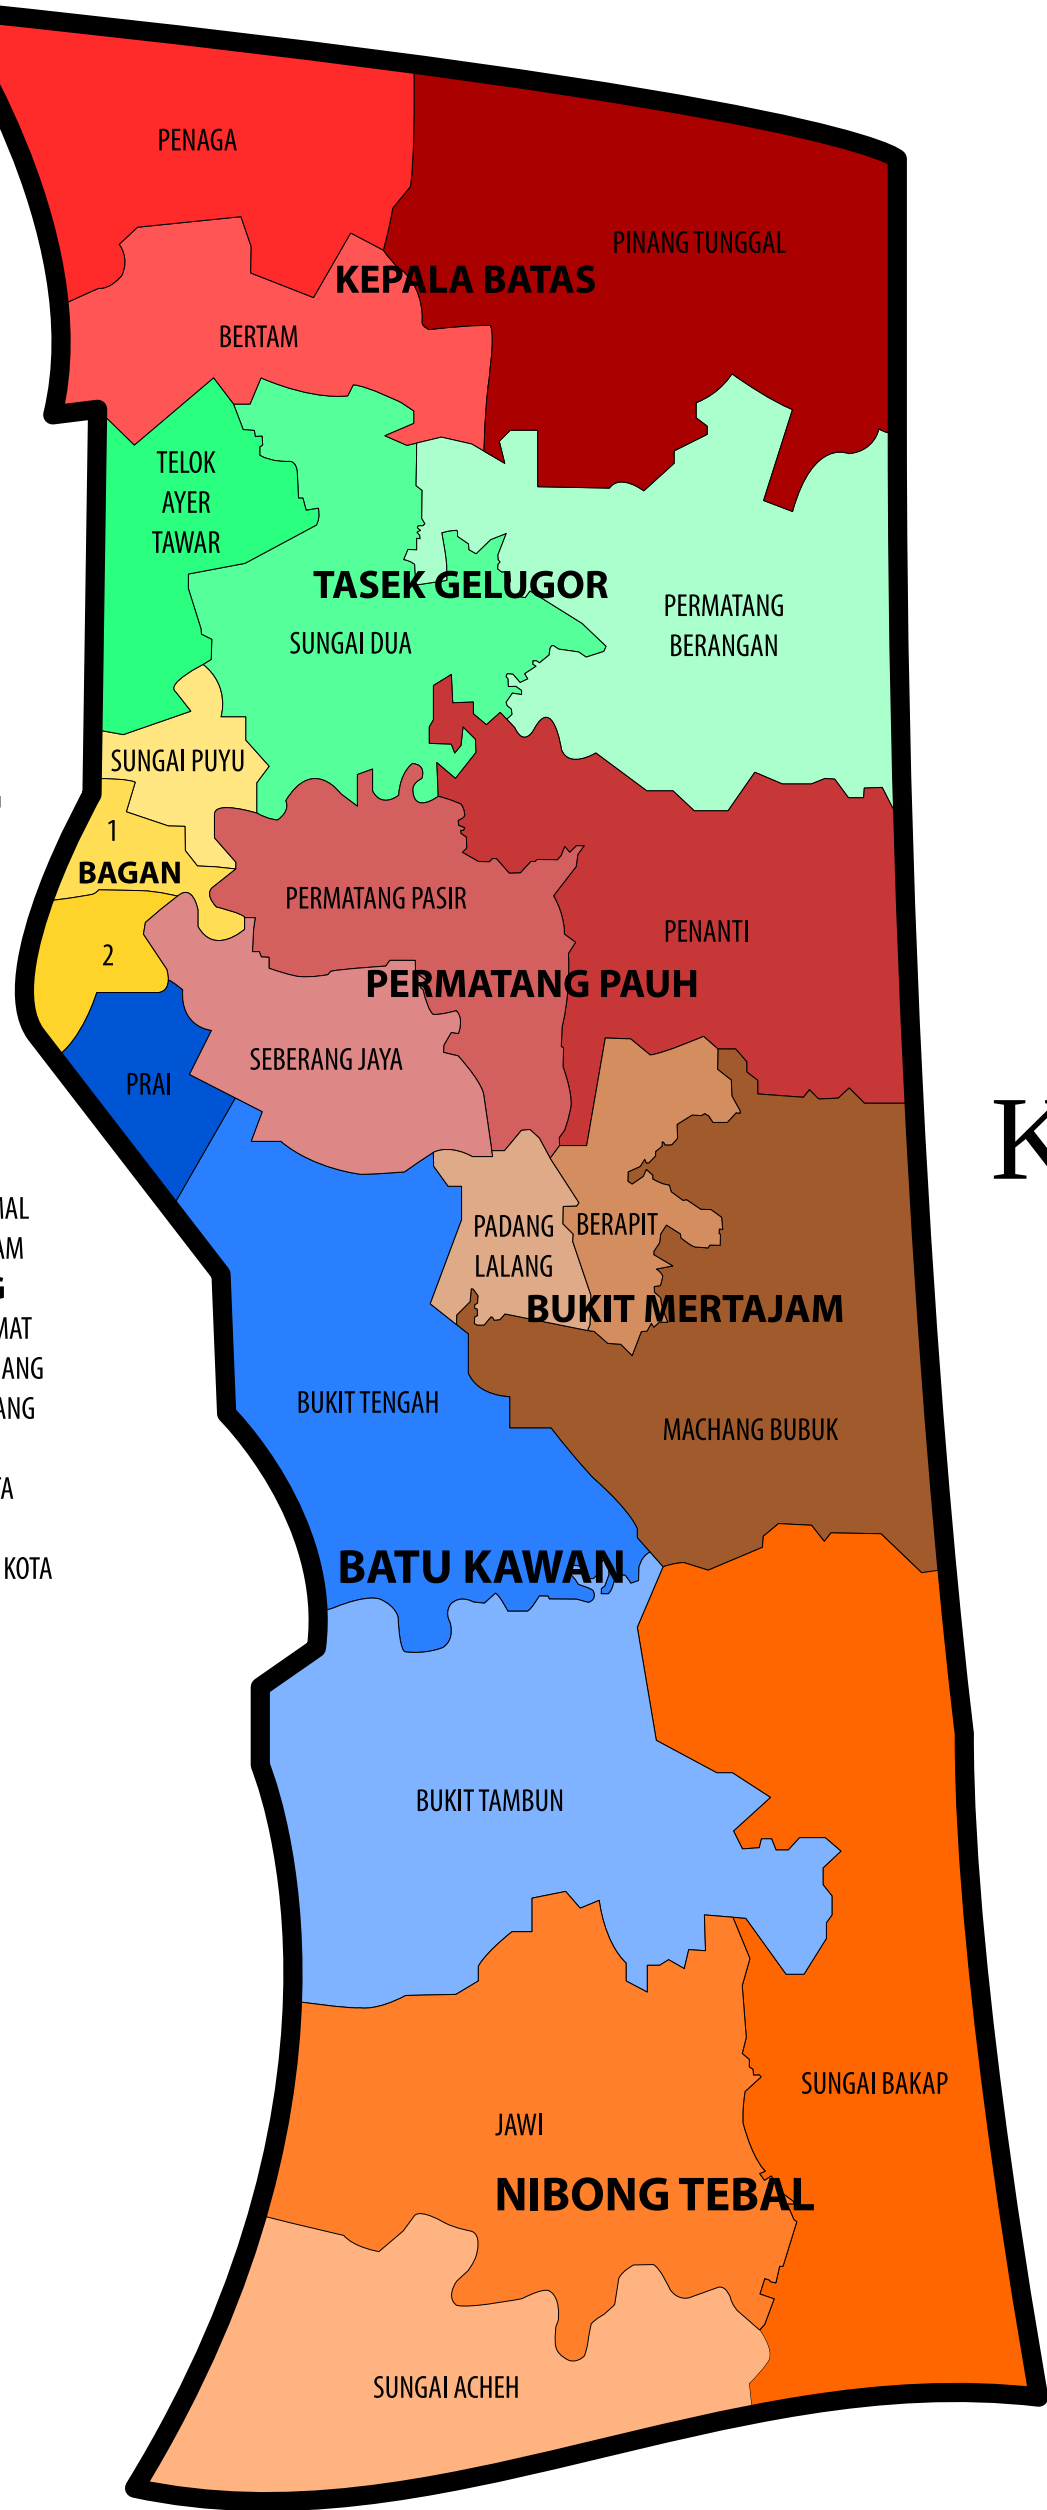 PENAGA
PINANG TUNGGAL
KEPALA BATAS
BERTAM
TELOK
AYER
TAWAR
TASEK GELUGOR
PERMATANG
BERANGAN
SUNGAI DUA
SUNGAI PUYU
1
BAGAN
PERMATANG PASIR
PENANTI
2
PERMATANG PAUH
SEBERANG JAYA
PRAI
K
PADANG
LALANG
BERAPIT
BUKIT MERTAJAM
ANG
BUKIT TENGAH
MACHANG BUBUK
KOTA
BATU KAWAN
BUKIT TAMBUN
SUNGAI BAKAP
JAWI
NIBONG TEBAL
SUNGAI ACHEH